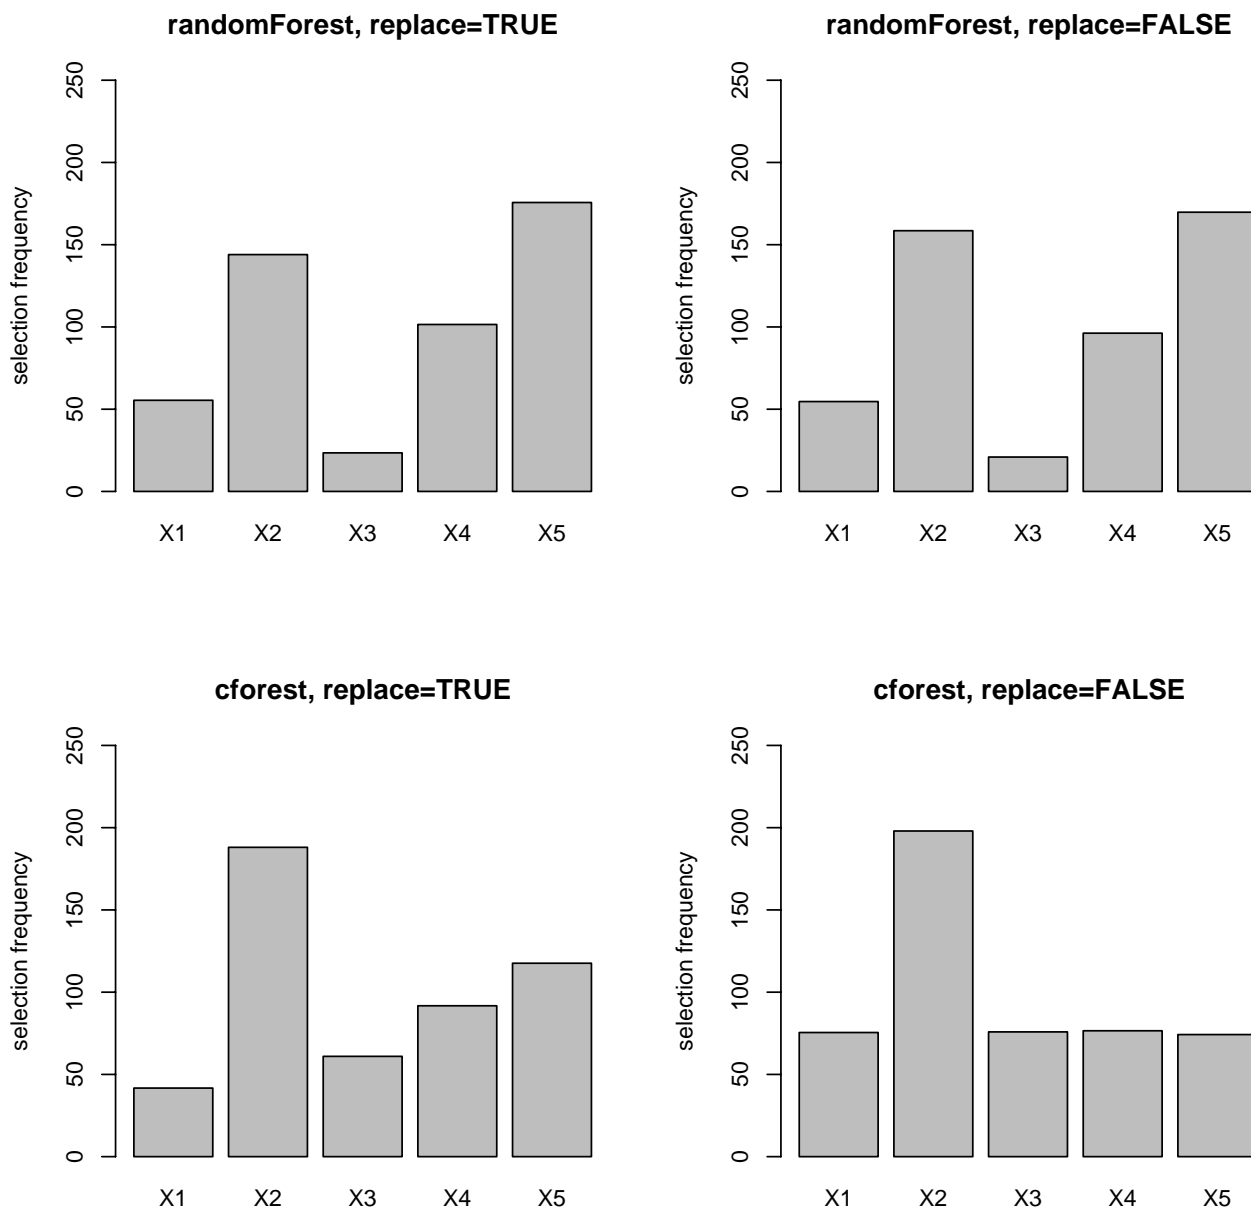 randomForest, replace=TRUE
selection frequency
250
200
150
100
50
0
X1 X2 X3 X4 X5
randomForest, replace=FALSE
selection frequency
250
200
150
100
50
0
X1 X2 X3 X4 X5
cforest, replace=TRUE
selection frequency
250
200
150
100
50
0
X1 X2 X3 X4 X5
cforest, replace=FALSE
selection frequency
250
200
150
100
50
0
X1 X2 X3 X4 X5